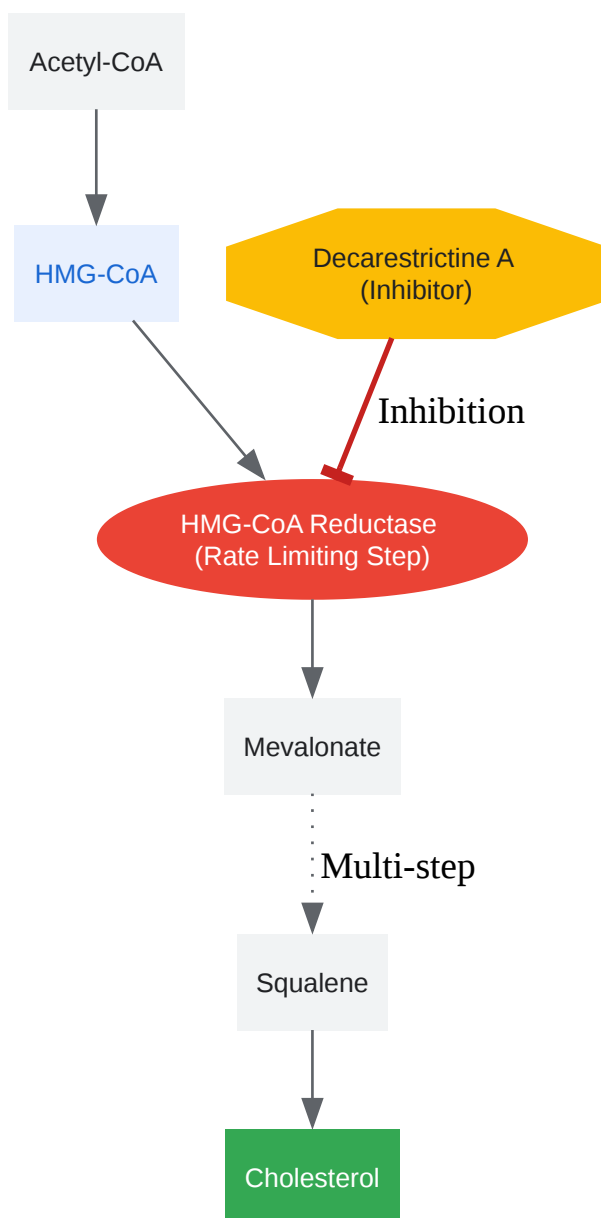 Acetyl-CoA
HMG-CoA
Decarestrictine A
(Inhibitor)
Inhibition
HMG-CoA Reductase
(Rate Limiting Step)
Mevalonate
Multi-step
Squalene
Cholesterol